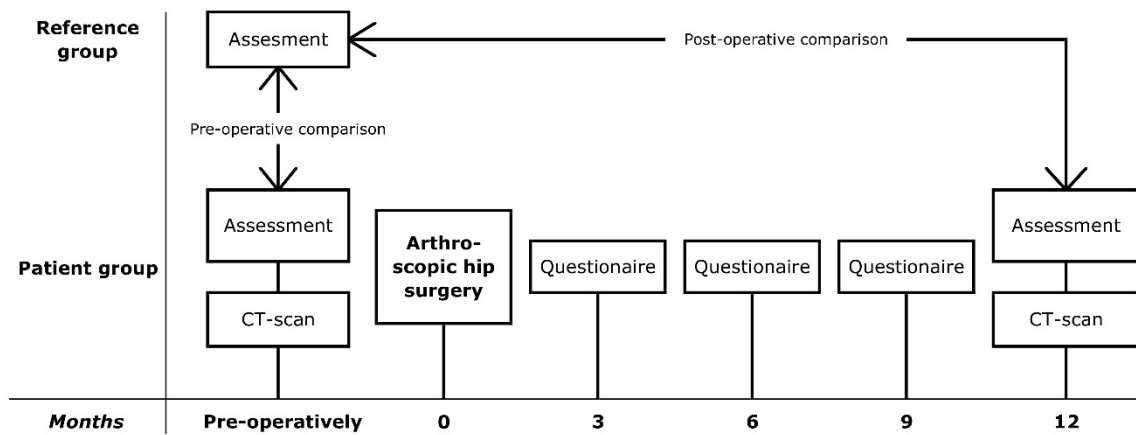 Reference
group
Assesment
Post-operative comparison
Pre-operative comparison
Patient group
Assessment
CT-scan
Arthro-
scopic hip
surgery
Questionaire
Questionaire
Questionaire
Assessment
CT-scan
Months
Pre-operatively
0
3
6
9
12